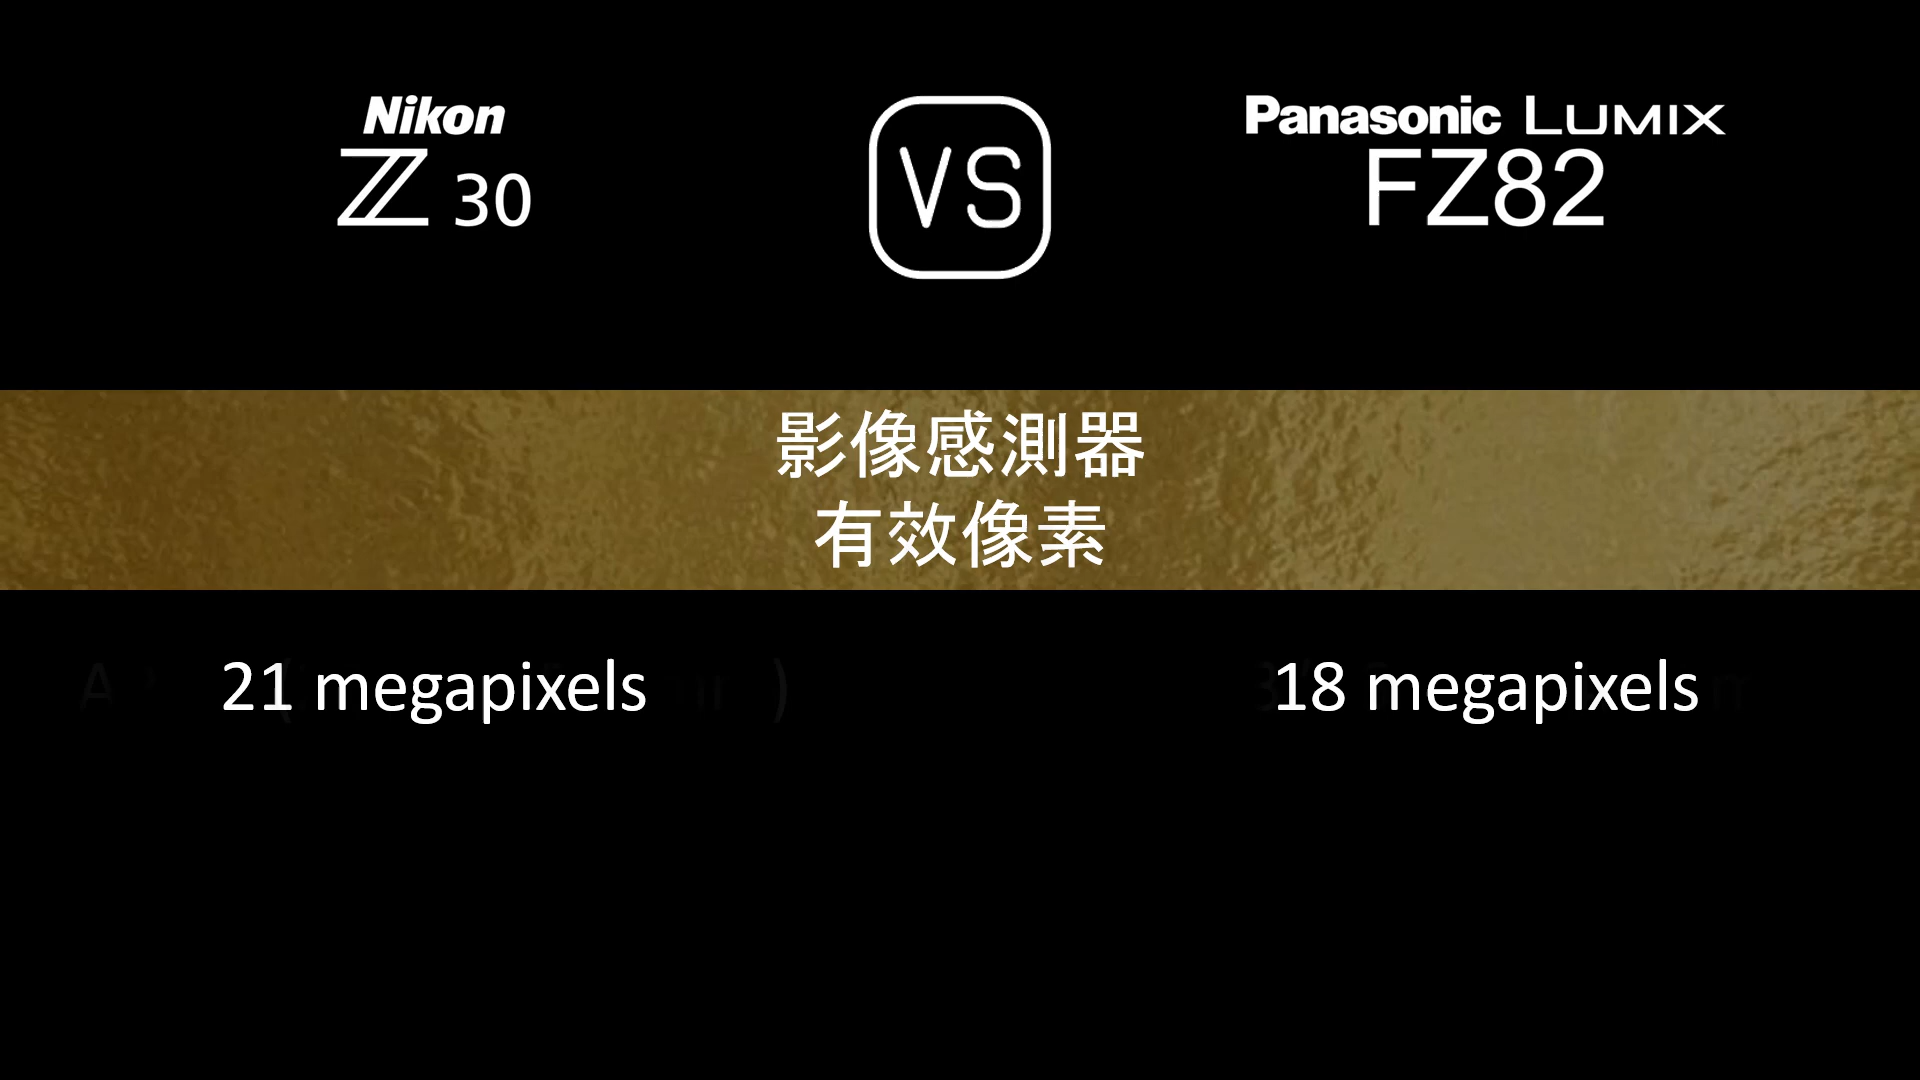 Nikon
Z 30
VS
Panasonic LUMIX
FZ82
影像感測器
有效像素
21 megapixels
18 megapixels